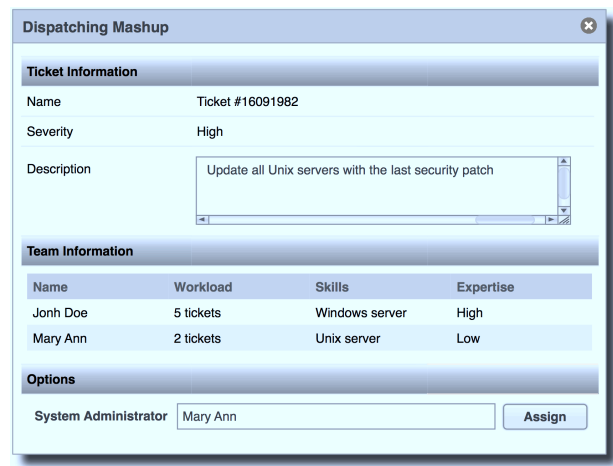 Dispatching Mashup
Ticket Information
Name Ticket #16091982
Severity High
Description Update all Unix servers with the last security patch
Team Information
Name Workload Skills Expertise
Jonh Doe 5 tickets Windows server High
Mary Ann 2 tickets Unix server Low
Options
System Administrator Mary Ann Assign